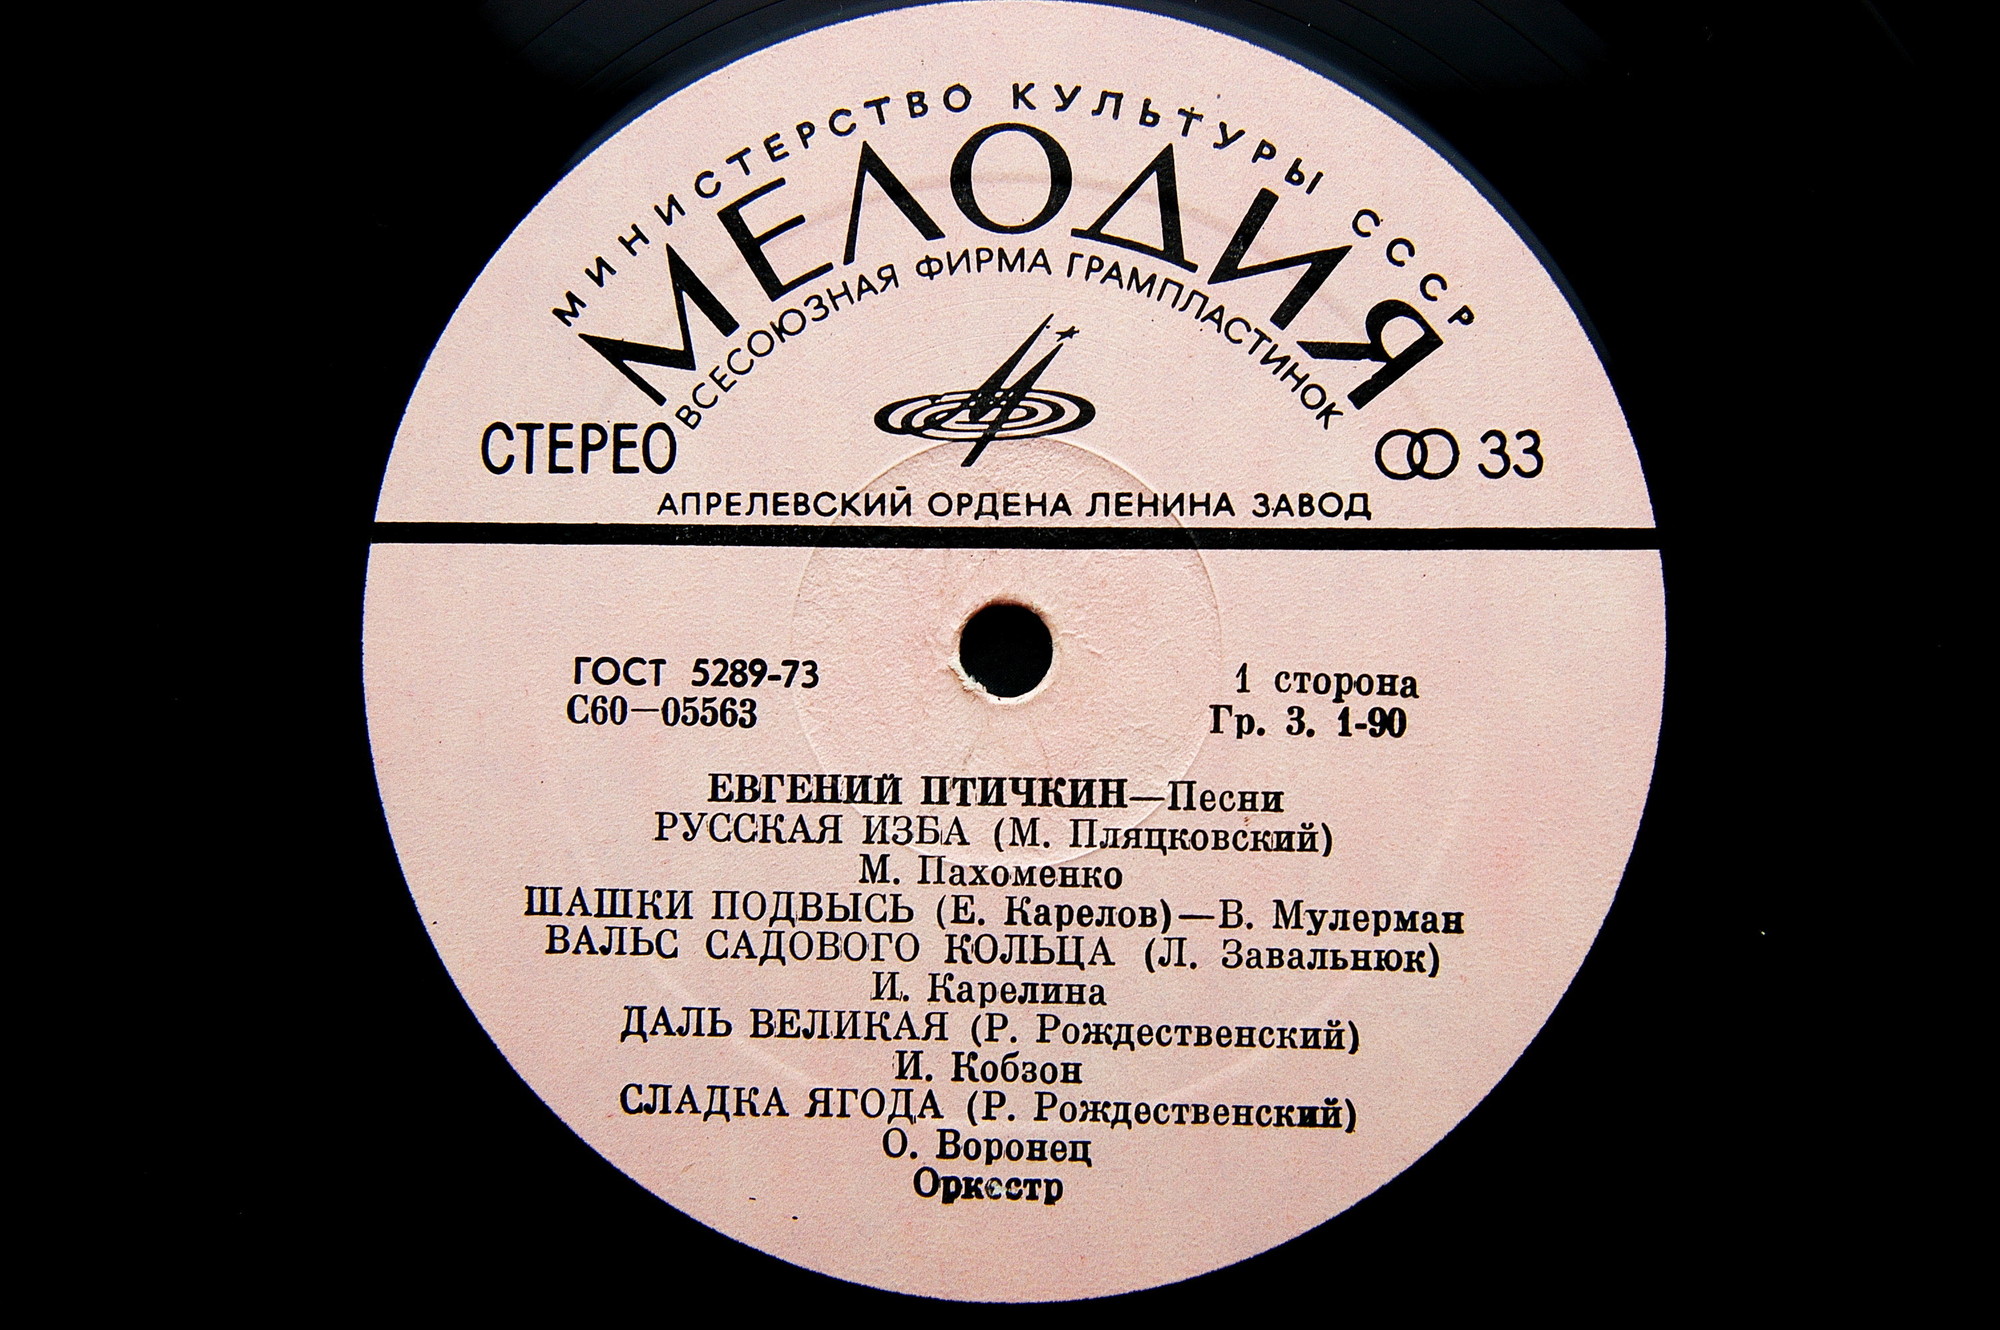 МИНИСТЕРСТВО КУЛЬТУРЫ СССР
МЕЛОДИЯ
ВСЕСОЮЗНАЯ ФИРМА ГРАМПЛАСТИНОК
СТЕРЕО
33
АПРЕЛЕВСКИЙ ОРДЕНА ЛЕНИНА ЗАВОД
ГОСТ 5289-73
1 сторона
С60—05563
Гр. 3. 1-90
ЕВГЕНИЙ ПТИЧКИН—Песни
РУССКАЯ ИЗБА (М. Пляцковский)
М. Пахоменко
ШАШКИ ПОДВЫСЬ (Е. Карелов)—В. Мулерман
ВАЛЬС САДОВОГО КОЛЬЦА (Л. Завальнюк)
И. Карелина
ДАЛЬ ВЕЛИКАЯ (Р. Рождественский)
И. Кобзон
СЛАДКА ЯГОДА (Р. Рождественский)
О. Воронец
Оркестр